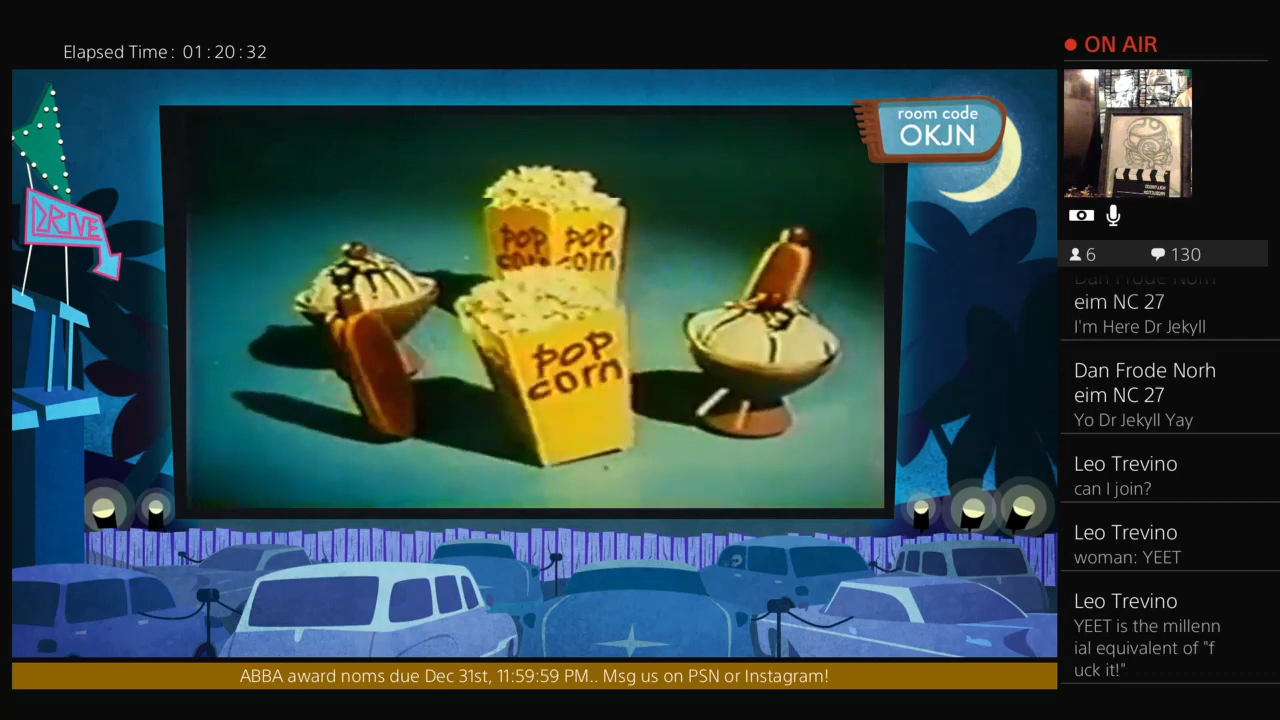 Elapsed Time: 01:20:32
ON AIR
room code
OKJN
DRIVE
POP
corn
POP
corn
POP
corn
6
130
Dan Frode Norh
eim NC 27
I'm Here Dr Jekyll
Dan Frode Norh
eim NC 27
Yo Dr Jekyll Yay
Leo Trevino
can I join?
Leo Trevino
woman: YEET
Leo Trevino
YEET is the millenn
ial equivalent of "f
uck it!"
ABBA award noms due Dec 31st, 11:59:59 PM.. Msg us on PSN or Instagram!